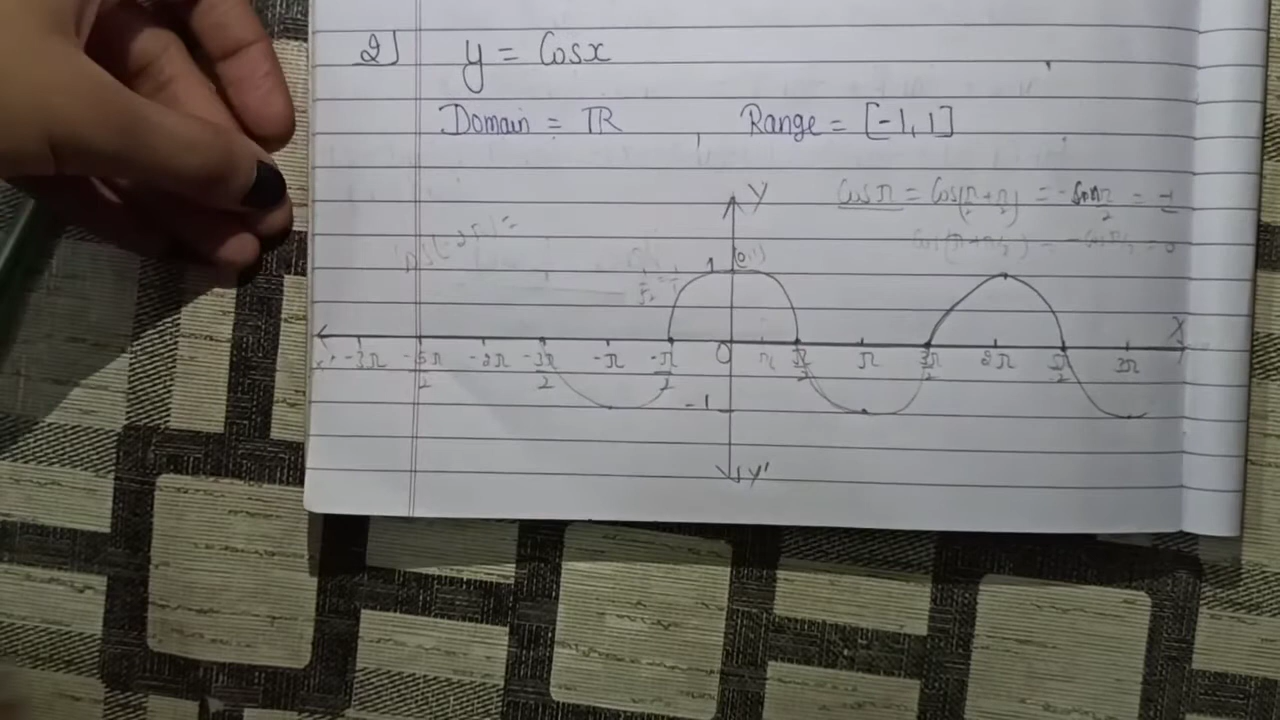 2) y = Cosx
Domain = IR , Range = [-1, 1]
Cos π = Cos(π/2 + π/2) = -Sin π/2 = -1
Y
1 (0,1)
X
-3π -5π/2 -2π -3π/2 -π -π/2 O π/2 π 3π/2 2π 5π/2 3π
-1
Y'